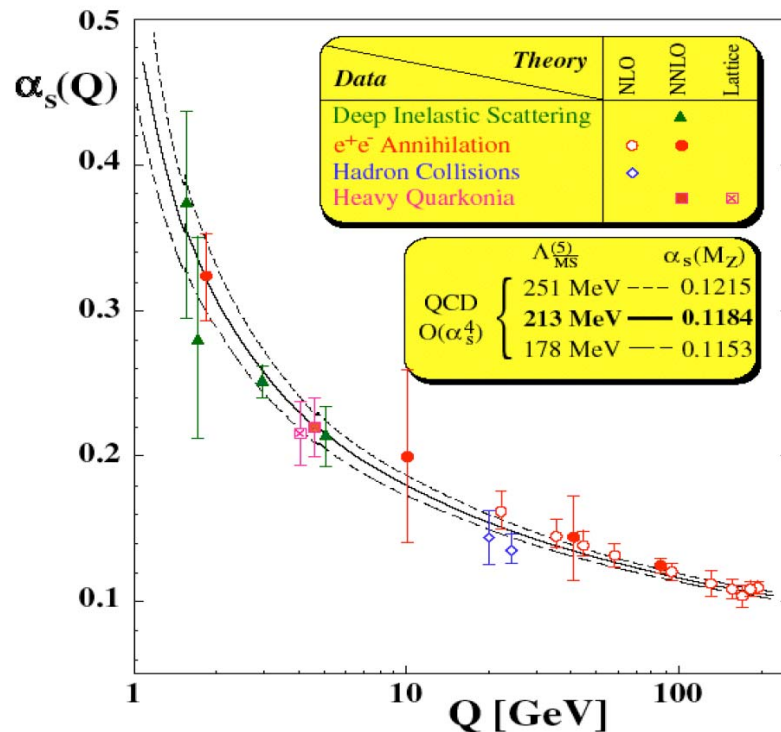 0.5
αs(Q)
0.4
0.3
0.2
0.1
Theory
Data
NLO
NNLO
Lattice
Deep Inelastic Scattering
e+e- Annihilation
Hadron Collisions
Heavy Quarkonia
Λ(5)MS αs(MZ)
251 MeV 0.1215
QCD { 213 MeV 0.1184
O(αs4)
178 MeV 0.1153
1 10 100
Q [GeV]